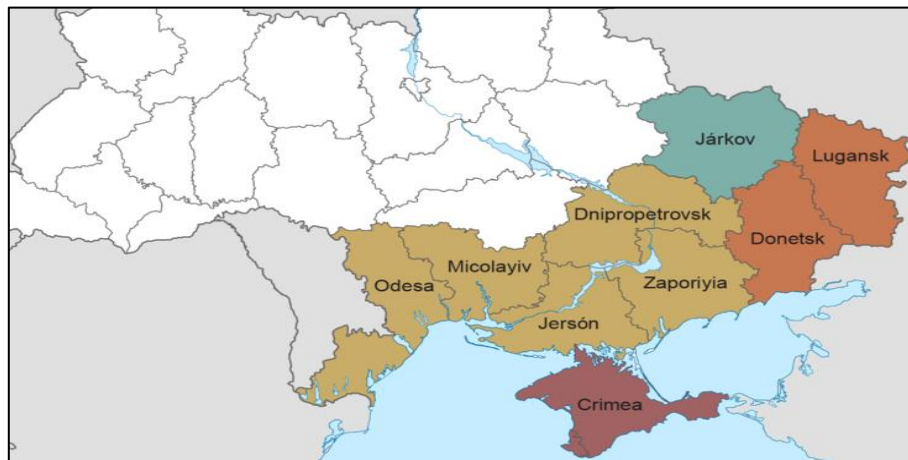 Járkov
Lugansk
Dnipropetrovsk
Donetsk
Micolayiv
Odesa
Zaporiyia
Jersón
Crimea